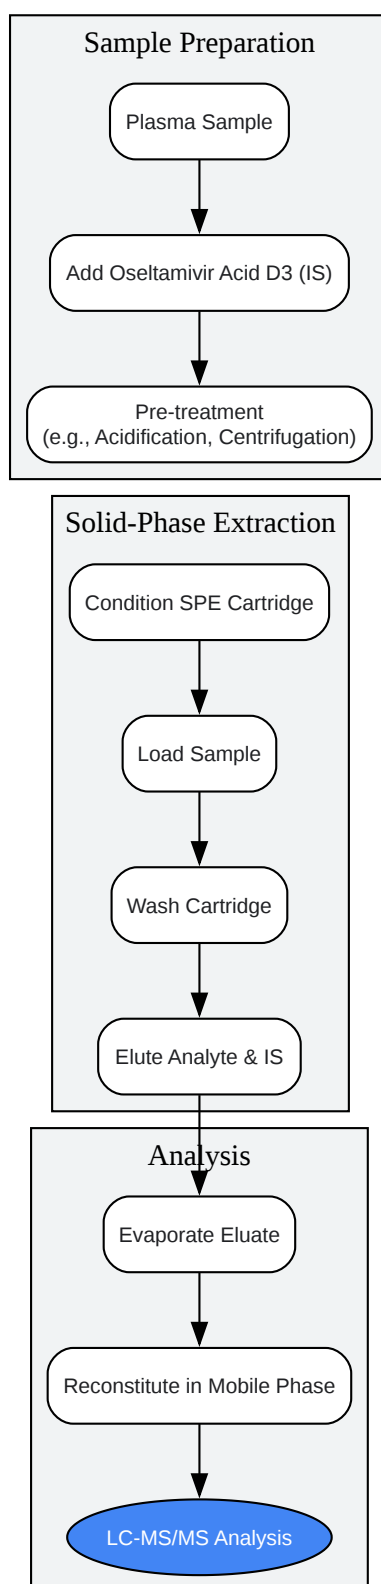 Sample Preparation
Plasma Sample
Add Oseltamivir Acid D3 (IS)
Pre-treatment
(e.g., Acidification, Centrifugation)
Solid-Phase Extraction
Condition SPE Cartridge
Load Sample
Wash Cartridge
Elute Analyte & IS
Analysis
Evaporate Eluate
Reconstitute in Mobile Phase
LC-MS/MS Analysis